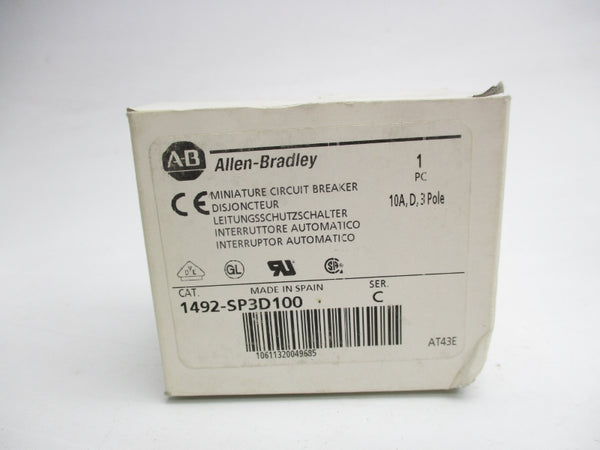 A-B Allen-Bradley
1
PC
CE MINIATURE CIRCUIT BREAKER
DISJONCTEUR
LEITUNGSSCHUTZSCHALTER
INTERRUTTORE AUTOMATICO
INTERRUPTOR AUTOMATICO
10A, D, 3 Pole
GL
CAT.
MADE IN SPAIN
SER.
1492-SP3D100
C
10611320049685
AT43E